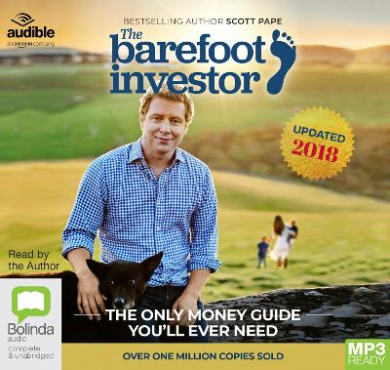 audible
an amazon company
BESTSELLING AUTHOR SCOTT PAPE
The
barefoot
investor
UPDATED
2018
Read by
the Author
Bolinda
audio
complete
& unabridged
THE ONLY MONEY GUIDE
YOU'LL EVER NEED
OVER ONE MILLION COPIES SOLD
MP3
READY